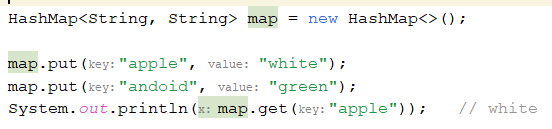 HashMap<String, String> map = new HashMap<>();
map.put(key: "apple", value: "white");
map.put(key: "andoid", value: "green");
System.out.println(x: map.get(key: "apple"));   // white